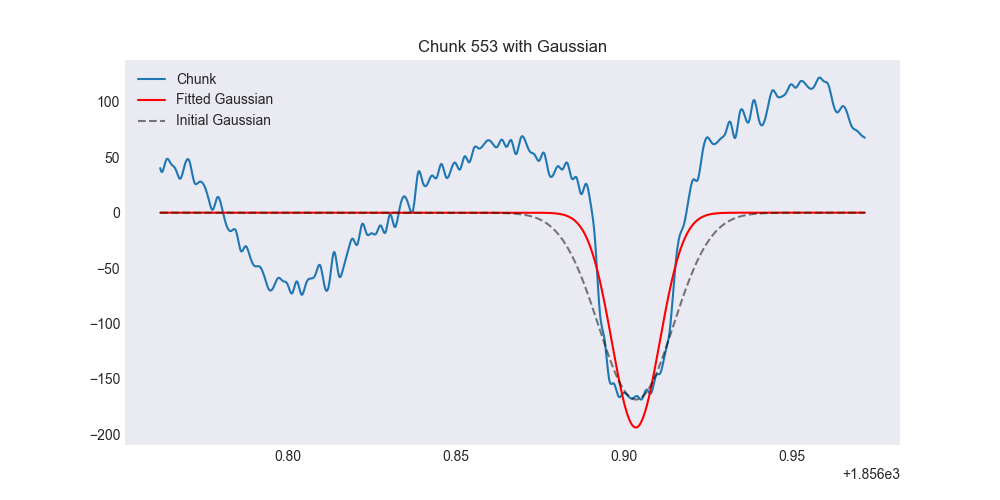 Chunk 553 with Gaussian
Chunk
Fitted Gaussian
Initial Gaussian
100
50
0
−50
−100
−150
−200
0.80 0.85 0.90 0.95
+1.856e3